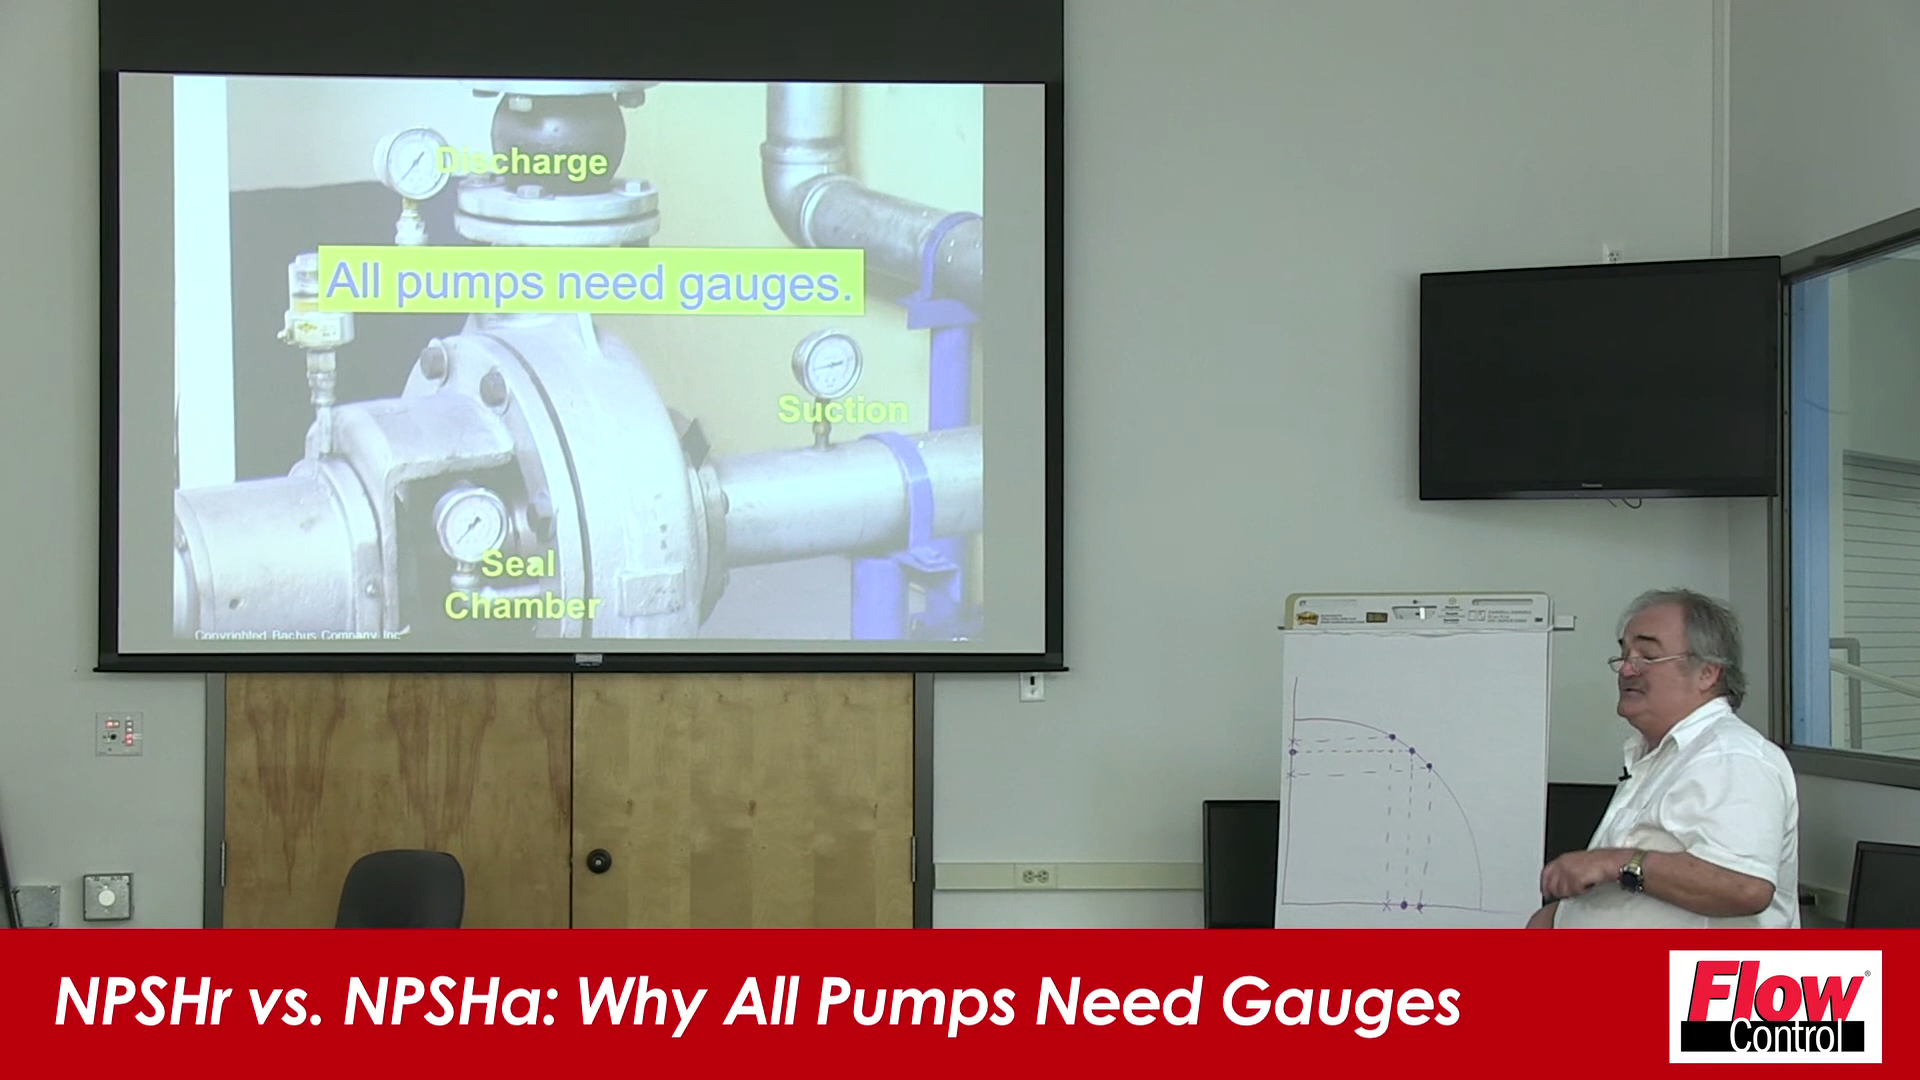 Discharge
All pumps need gauges.
Suction
Seal
Chamber
Copyrighted Bachus Company Inc.
NPSHr vs. NPSHa: Why All Pumps Need Gauges
Flow®
Control